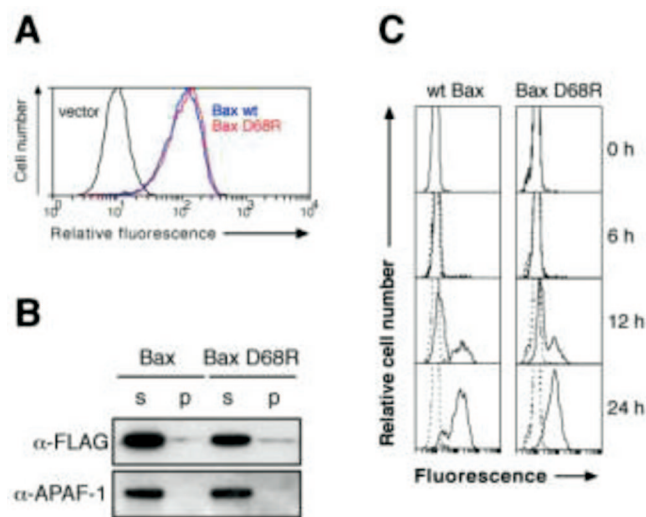 A
Cell number
vector
Bax wt
Bax D68R
10⁰ 10¹ 10² 10³ 10⁴
Relative fluorescence
B
Bax Bax D68R
s p s p
α-FLAG
α-APAF-1
C
wt Bax Bax D68R
Relative cell number
0 h
6 h
12 h
24 h
Fluorescence